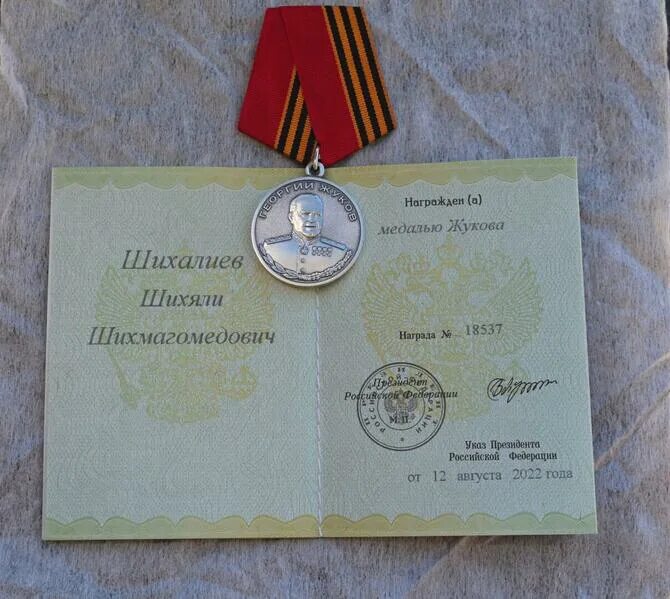 ГЕОРГИЙ ЖУКОВ
Шихалиев
Шихяли
Шихмагомедович
Награжден (а)
медалью Жукова
Награда № 18537
Президент
Российской Федерации
М.П.
Указ Президента
Российской Федерации
от 12 августа 2022 года